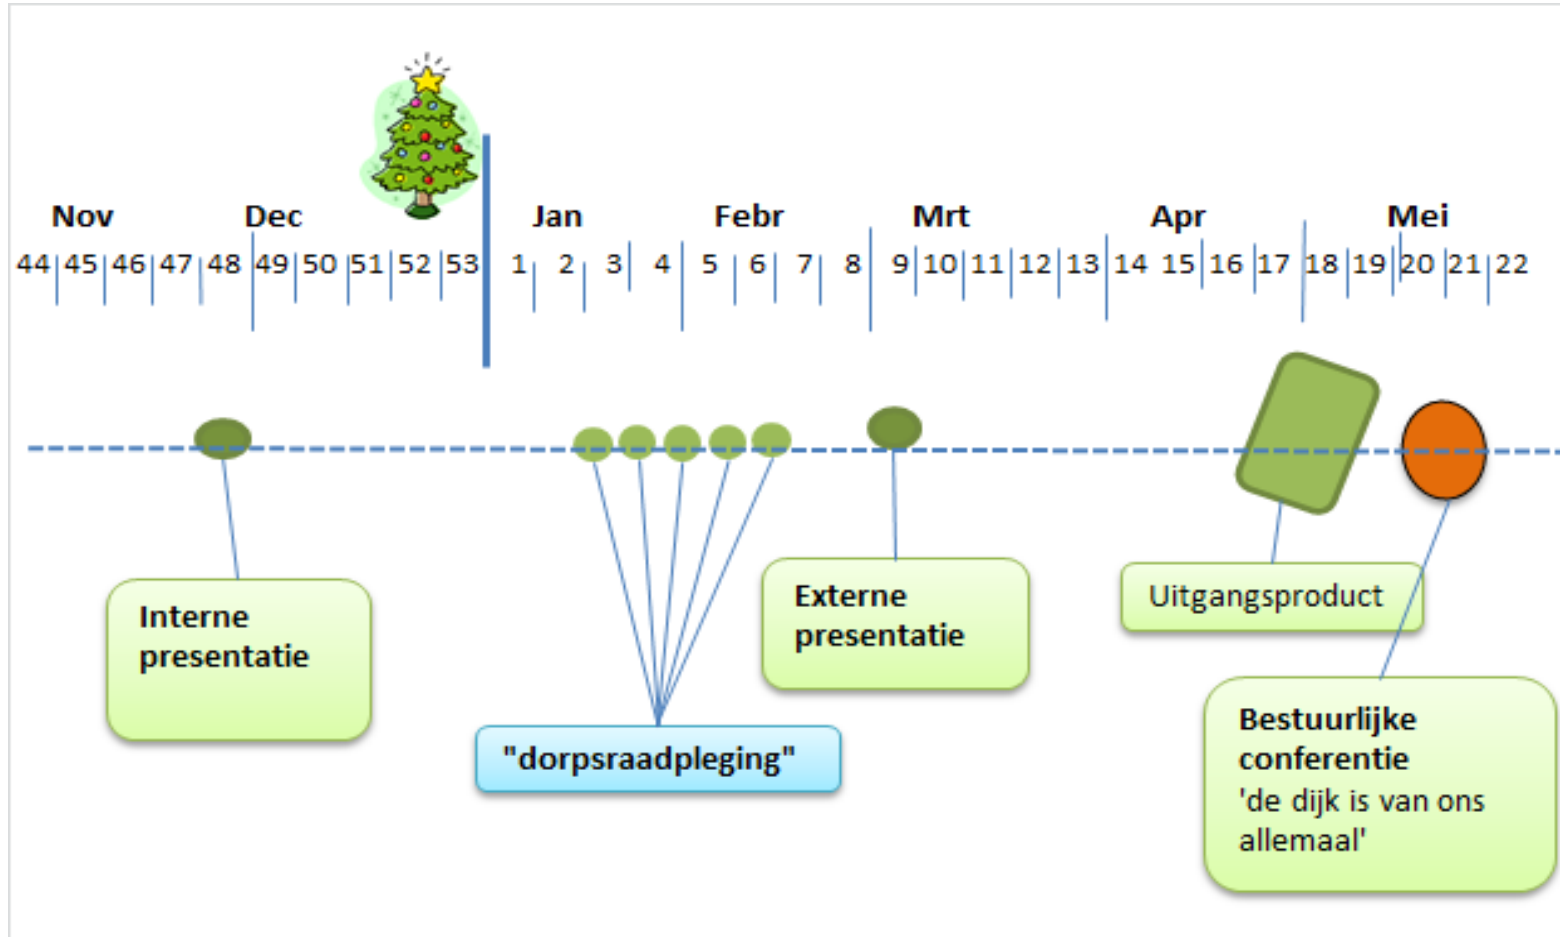 Nov Dec Jan Febr Mrt Apr Mei
44 45 46 47 48 49 50 51 52 53 1 2 3 4 5 6 7 8 9 10 11 12 13 14 15 16 17 18 19 20 21 22
Interne
presentatie
"dorpsraadpleging"
Externe
presentatie
Uitgangsproduct
Bestuurlijke
conferentie
'de dijk is van ons
allemaal'